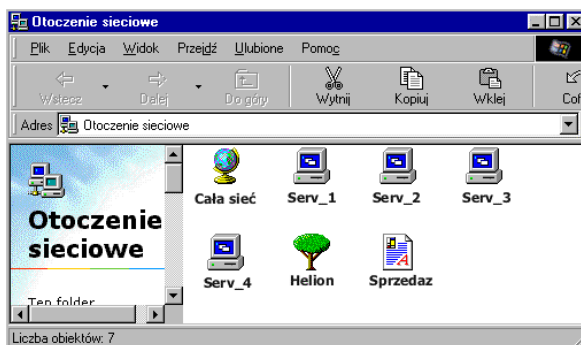 Otoczenie sieciowe
Plik Edycja Widok Przejdź Ulubione Pomoc
Wstecz Dalej Do góry Wytnij Kopiuj Wklej Cof
Adres Otoczenie sieciowe
Otoczenie
sieciowe
Ten folder
Cała sieć Serv_1 Serv_2 Serv_3
Serv_4 Helion Sprzedaz
Liczba obiektów: 7